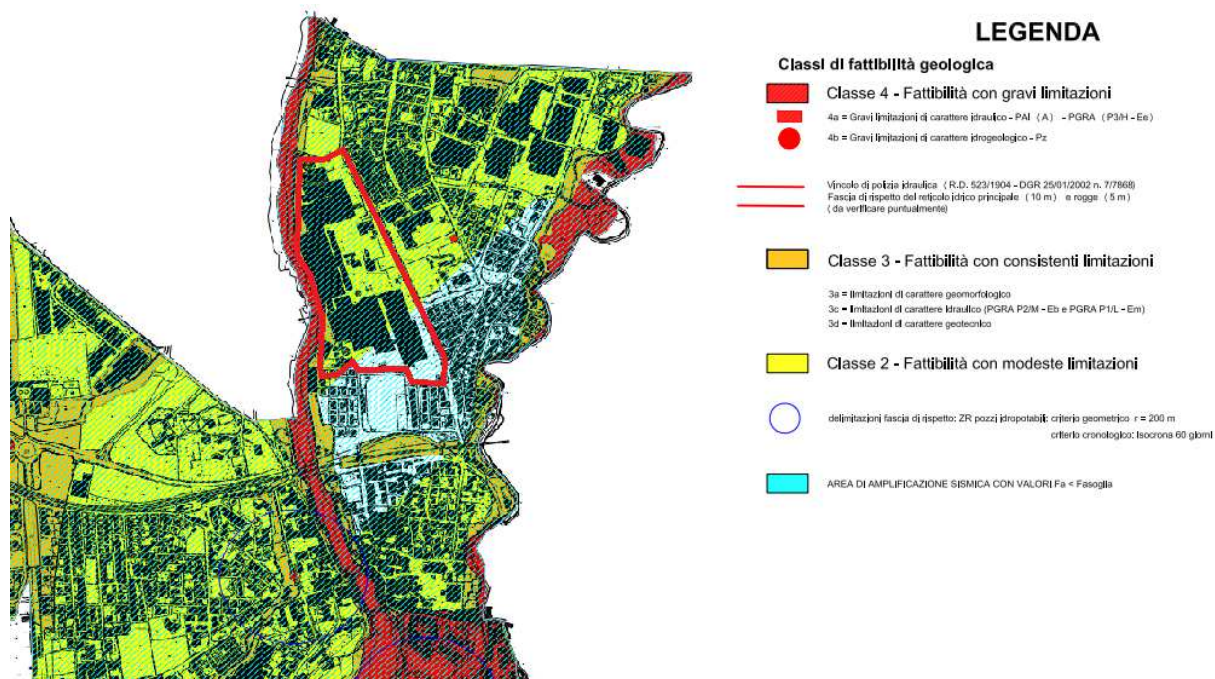 LEGENDA
Classi di fattibilità geologica
Classe 4 - Fattibilità con gravi limitazioni
4a = Gravi limitazioni di carattere idraulico - PAI ( A ) - PGRA ( P3/H - Ee)
4b = Gravi limitazioni di carattere idrogeologico - Pz
Vincolo di polizia idraulica ( R.D. 523/1904 - DGR 25/01/2002 n. 7/7868)
Fascia di rispetto del reticolo idrico principale ( 10 m) e rogge ( 5 m)
( da verificare puntualmente)
Classe 3 - Fattibilità con consistenti limitazioni
3a = limitazioni di carattere geomorfologico
3c = limitazioni di carattere idraulico (PGRA P2/M - Eb e PGRA P1/L - Em)
3d = limitazioni di carattere geotecnico
Classe 2 - Fattibilità con modeste limitazioni
delimitazioni fascia di rispetto: ZR pozzi idropotabili: criterio geometrico r = 200 m
criterio cronologico: Isocrona 60 giorni
AREA DI AMPLIFICAZIONE SISMICA CON VALORI Fa < Fasoglia